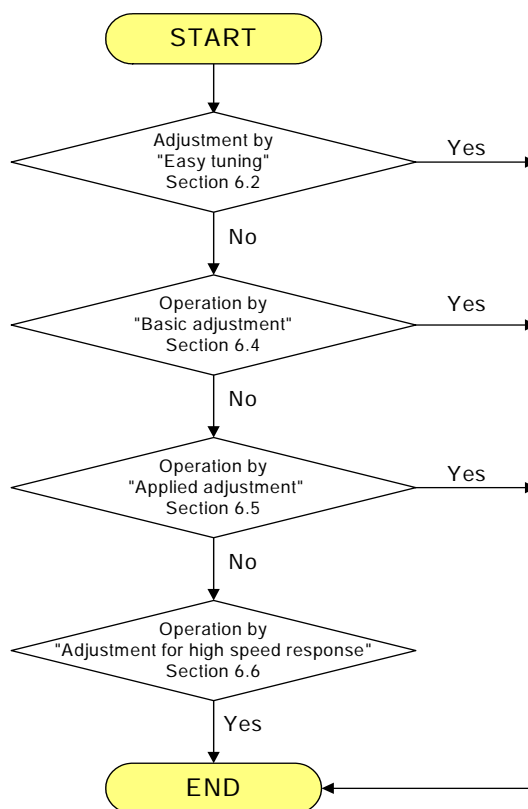 START
Adjustment by
"Easy tuning"
Section 6.2
Yes
No
Operation by
"Basic adjustment"
Section 6.4
Yes
No
Operation by
"Applied adjustment"
Section 6.5
Yes
No
Operation by
"Adjustment for high speed response"
Section 6.6
Yes
END